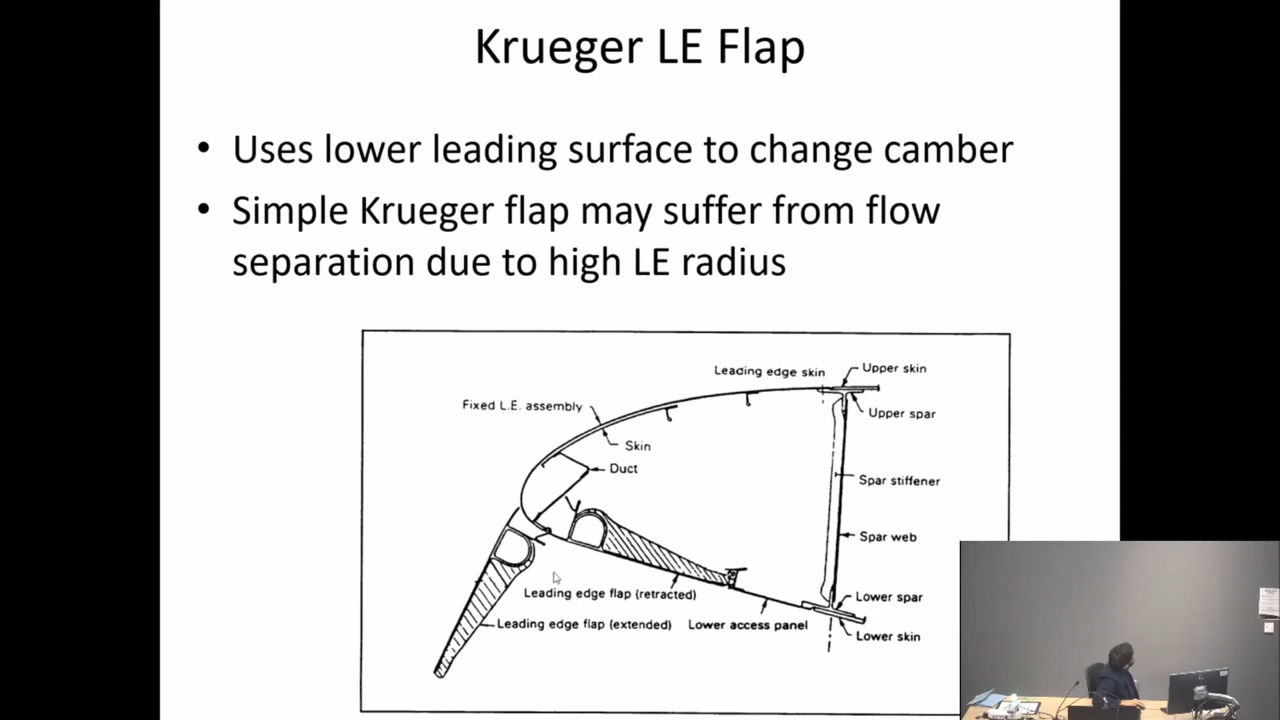 Krueger LE Flap
• Uses lower leading surface to change camber
• Simple Krueger flap may suffer from flow
separation due to high LE radius
Leading edge skin
Upper skin
Fixed L.E. assembly
Upper spar
Skin
Duct
Spar stiffener
Spar web
Leading edge flap (retracted)
Lower spar
Leading edge flap (extended)
Lower access panel
Lower skin